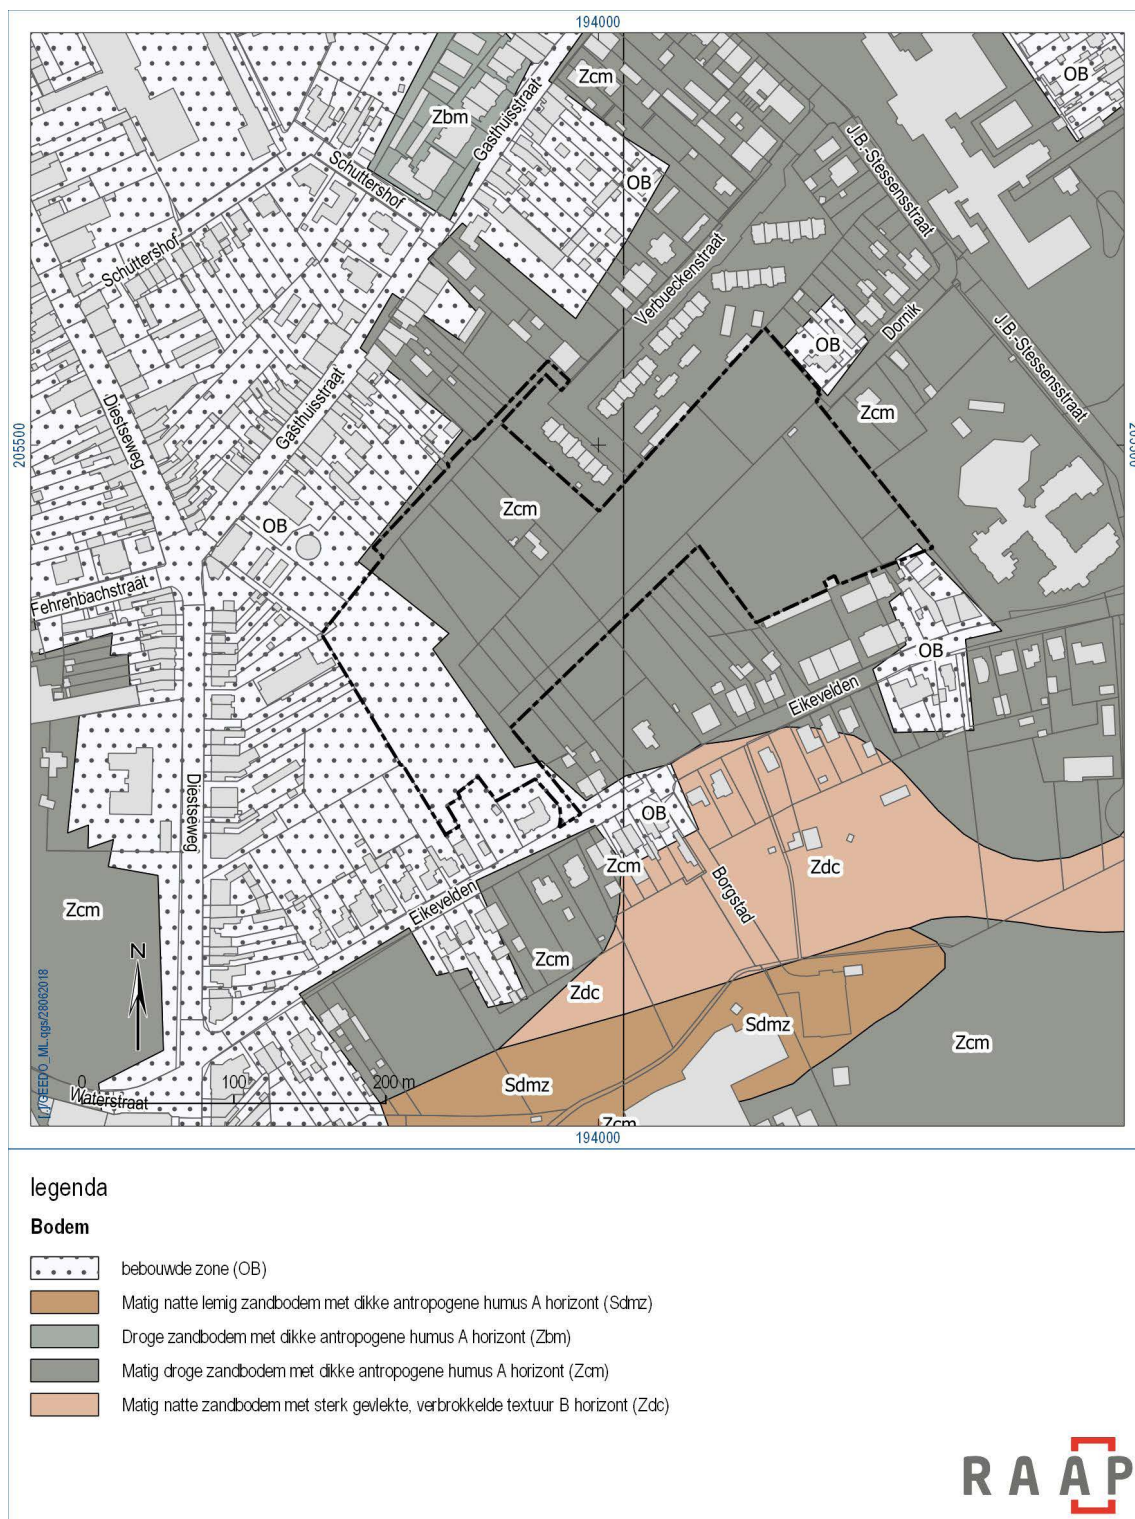 194000
Zcm
OB
Zbm
Gasthuisstraat
J.B.-Stessensstraat
Schuttershof
OB
Schuttershof
Verbueckenstraat
Dornik
J.B.-Stessensstraat
OB
Diestseweg
Gasthuisstraat
Zcm
205500
Zcm
OB
Fehrenbachstraat
OB
Eikevelden
Diestseweg
OB
Zcm
Zdc
Borgstad
Eikevelden
Zcm
Zcm
N
Zdc
Sdmz
Zcm
Sdmz
0 100 200 m
Waterstraat
Zcm
194000
legenda
Bodem
bebouwde zone (OB)
Matig natte lemig zandbodem met dikke antropogene humus A horizont (Sdmz)
Droge zandbodem met dikke antropogene humus A horizont (Zbm)
Matig droge zandbodem met dikke antropogene humus A horizont (Zcm)
Matig natte zandbodem met sterk gevlekte, verbrokkelde textuur B horizont (Zdc)
RAAP